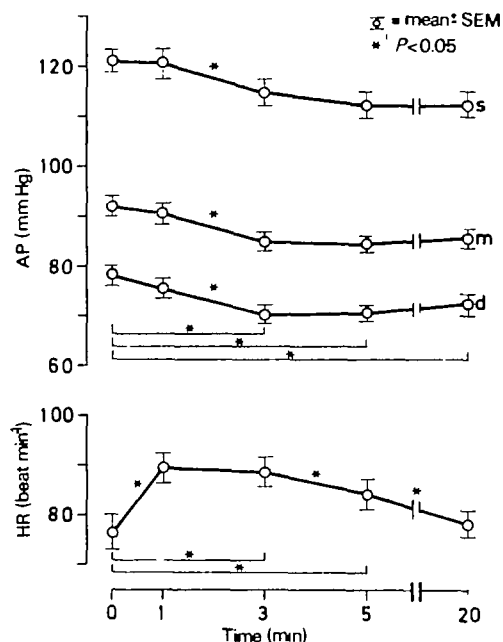 ⏀ = mean ± SEM
* P<0.05
AP (mm Hg)
120
100
80
60
*
s
*
m
*
d
*
*
*
HR (beat min⁻¹)
100
80
*
*
*
*
*
0 1 3 5 20
Time (min)